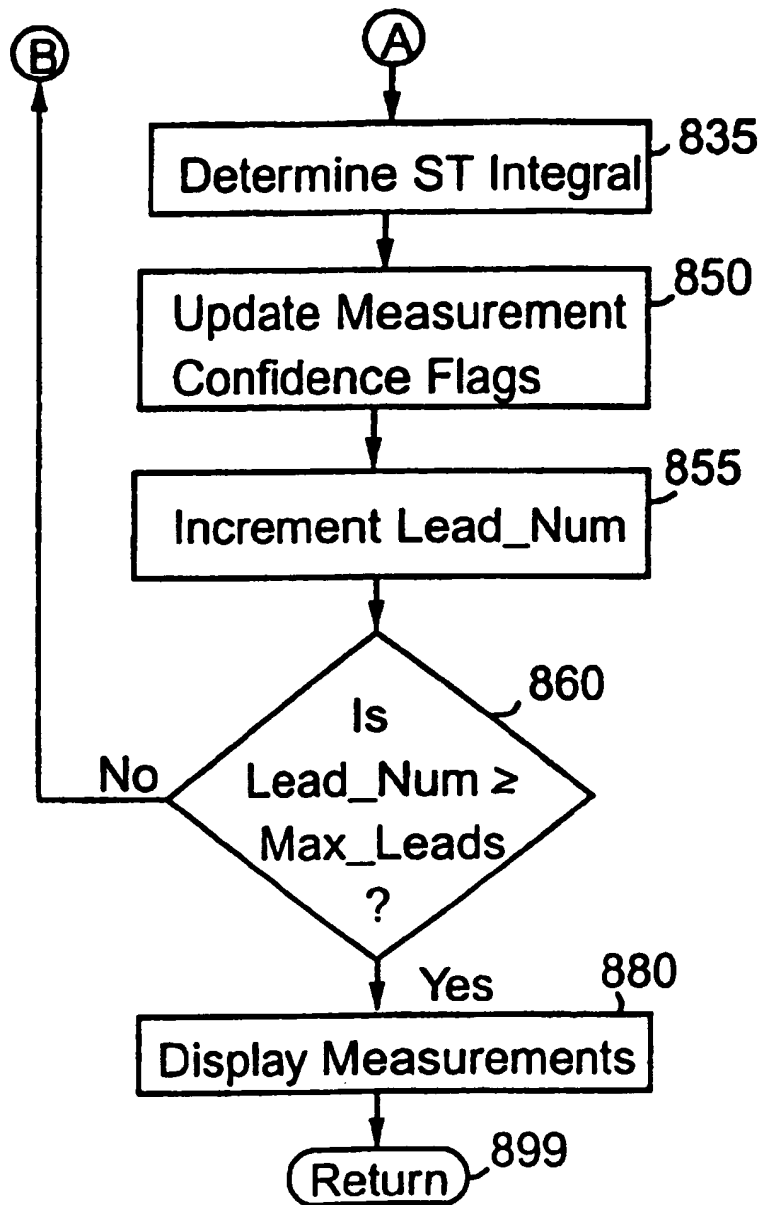 B
A
835
Determine ST Integral
850
Update Measurement
Confidence Flags
855
Increment Lead_Num
860
Is
No
Lead_Num ≥
Max_Leads
?
Yes
880
Display Measurements
Return
899